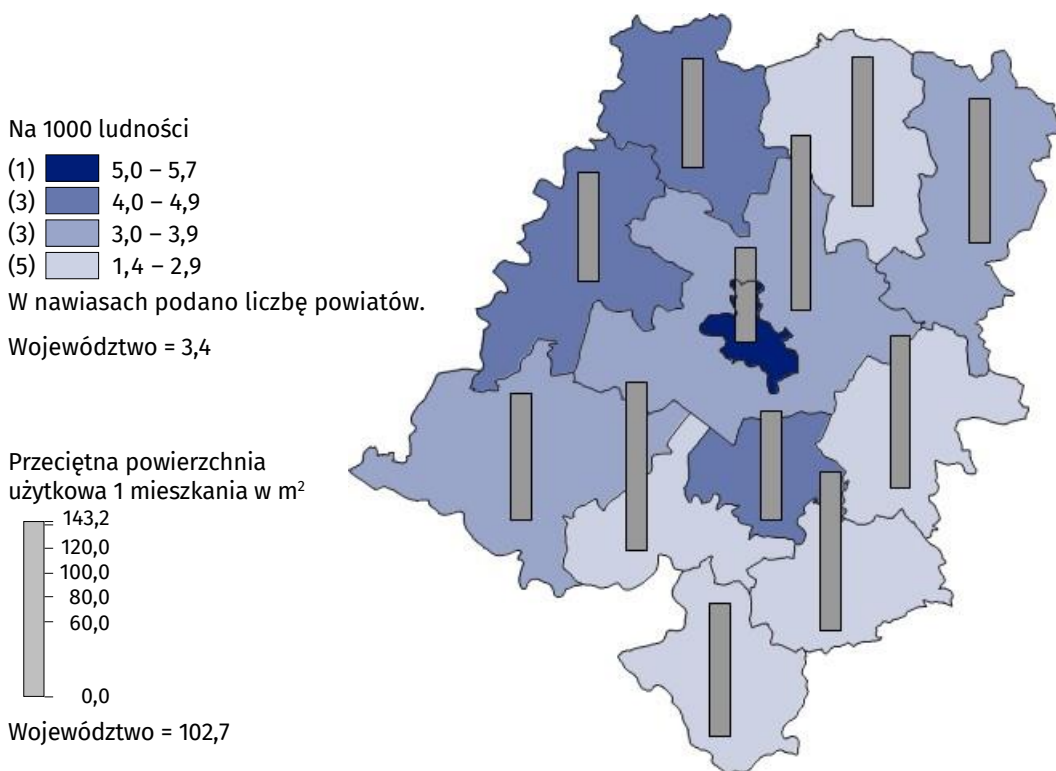 Na 1000 ludności
(1) 5,0 – 5,7
(3) 4,0 – 4,9
(3) 3,0 – 3,9
(5) 1,4 – 2,9
W nawiasach podano liczbę powiatów.
Województwo = 3,4
Przeciętna powierzchnia
użytkowa 1 mieszkania w m²
143,2
120,0
100,0
80,0
60,0
0,0
Województwo = 102,7